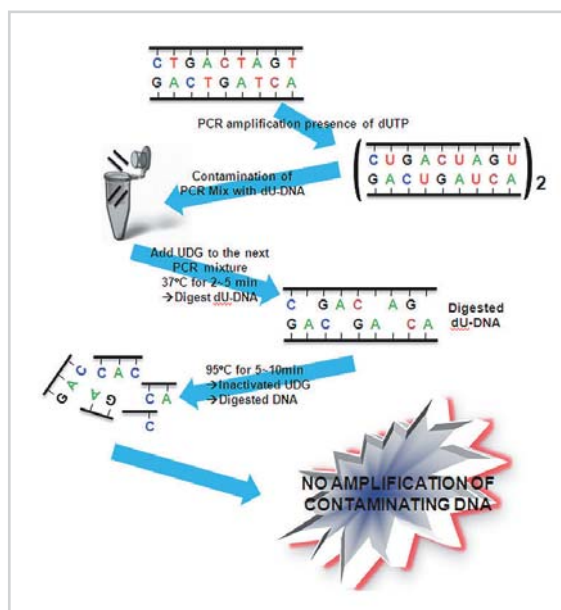 C T G A C T A G T
G A C T G A T C A
PCR amplification presence of dUTP
C U G A C U A G U
G A C U G A U C A
( ) 2
Contamination of
PCR Mix with dU-DNA
Add UDG to the next
PCR mixture
37°C for 2~5 min
→Digest dU-DNA
C G A C A G
G A C G A C A
Digested
dU-DNA
95°C for 5~10min
→Inactivated UDG
→Digested DNA
G A C C A C
G A A G
C A
C
NO AMPLIFICATION OF
CONTAMINATING DNA